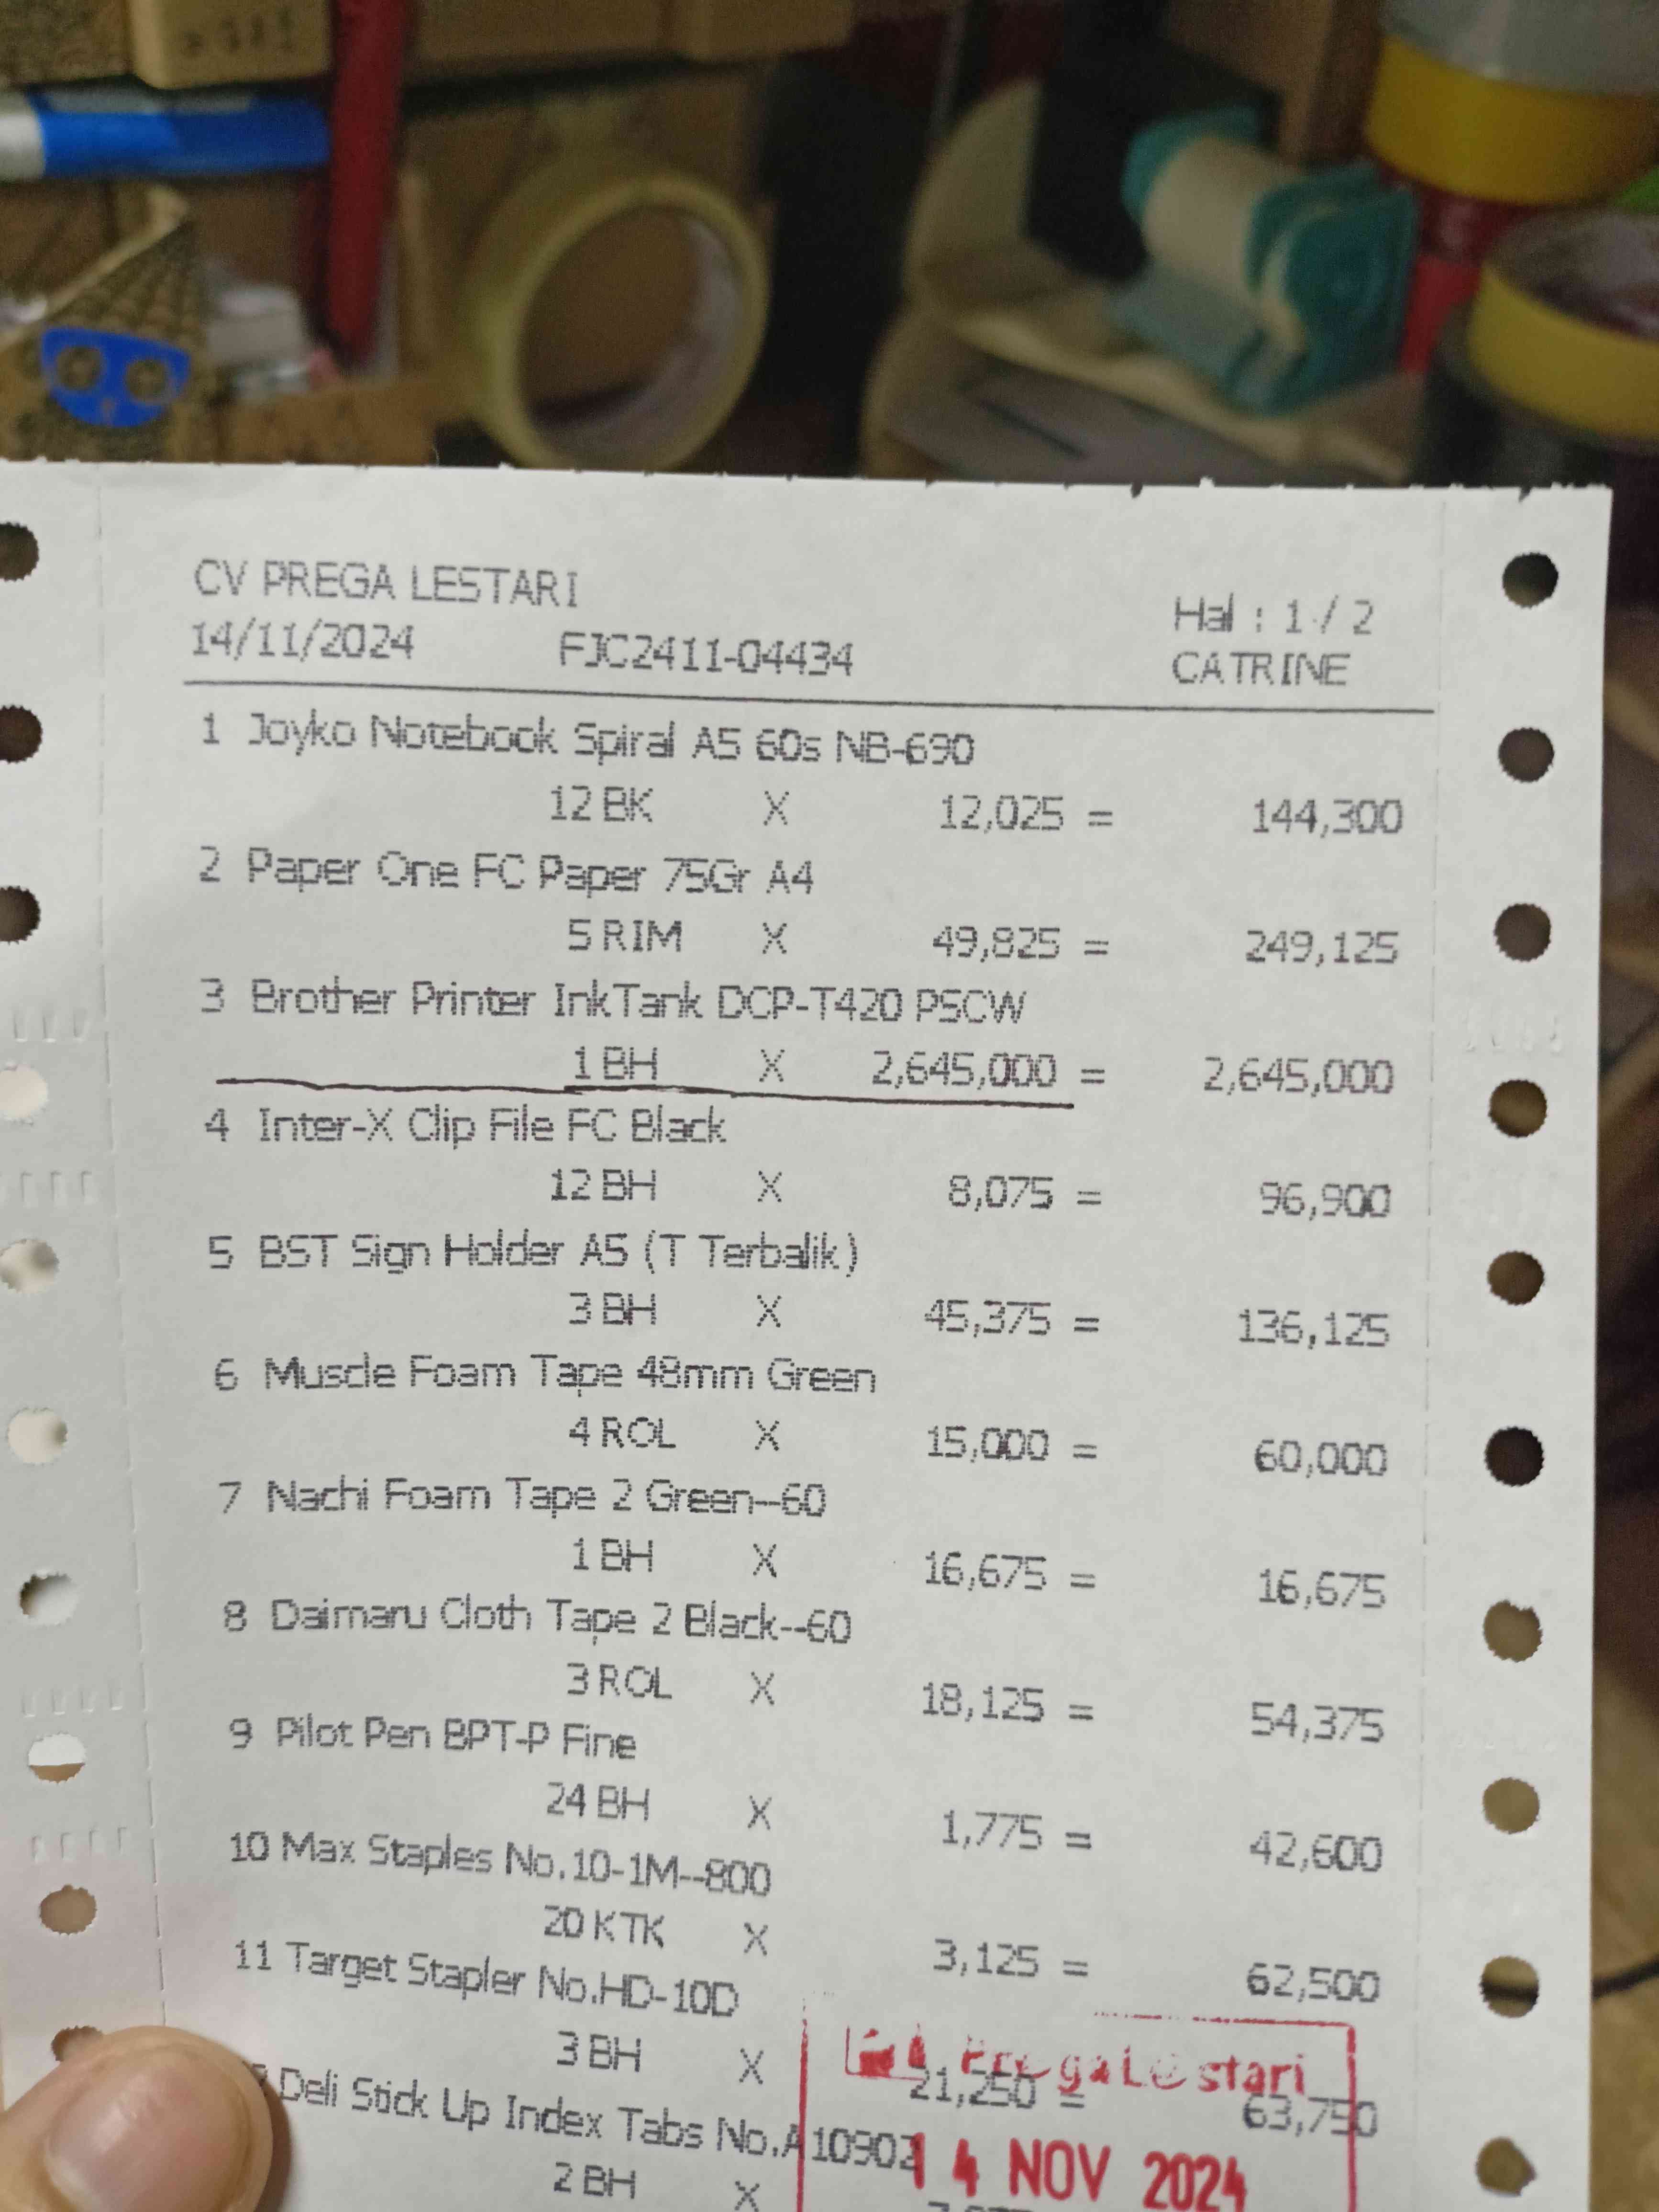 CV PREGA LESTARI
Hal : 1 / 2
14/11/2024 FJC2411-04434 CATRINE
1 Joyko Notebook Spiral A5 60s NB-690
12 BK X 12,025 = 144,300
2 Paper One FC Paper 75Gr A4
5 RIM X 49,825 = 249,125
3 Brother Printer InkTank DCP-T420 PSCW
1 BH X 2,645,000 = 2,645,000
4 Inter-X Clip File FC Black
12 BH X 8,075 = 96,900
5 BST Sign Holder A5 (T Terbalik)
3 BH X 45,375 = 136,125
6 Muscle Foam Tape 48mm Green
4 ROL X 15,000 = 60,000
7 Nachi Foam Tape 2 Green--60
1 BH X 16,675 = 16,675
8 Daimaru Cloth Tape 2 Black--60
3 ROL X 18,125 = 54,375
9 Pilot Pen BPT-P Fine
24 BH X 1,775 = 42,600
10 Max Staples No.10-1M--800
20 KTK X 3,125 = 62,500
11 Target Stapler No.HD-10D
3 BH X 21,250 = 63,750
Prega Lestari
Deli Stick Up Index Tabs No.A10902
14 NOV 2024
2 BH X